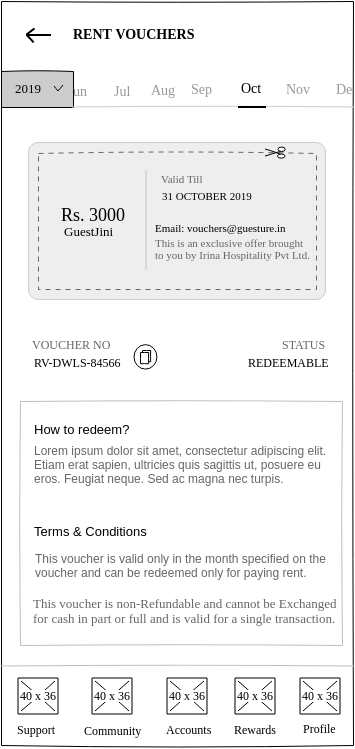 RENT VOUCHERS
2019 un Jul Aug Sep Oct Nov De
Valid Till
31 OCTOBER 2019
Rs. 3000
GuestJini
Email: vouchers@guesture.in
This is an exclusive offer brought
to you by Irina Hospitality Pvt Ltd.
VOUCHER NO STATUS
RV-DWLS-84566 REDEEMABLE
How to redeem?
Lorem ipsum dolor sit amet, consectetur adipiscing elit.
Etiam erat sapien, ultricies quis sagittis ut, posuere eu
eros. Feugiat neque. Sed ac magna nec turpis.
Terms & Conditions
This voucher is valid only in the month specified on the
voucher and can be redeemed only for paying rent.
This voucher is non-Refundable and cannot be Exchanged
for cash in part or full and is valid for a single transaction.
40 x 36 40 x 36 40 x 36 40 x 36 40 x 36
Support Community Accounts Rewards Profile